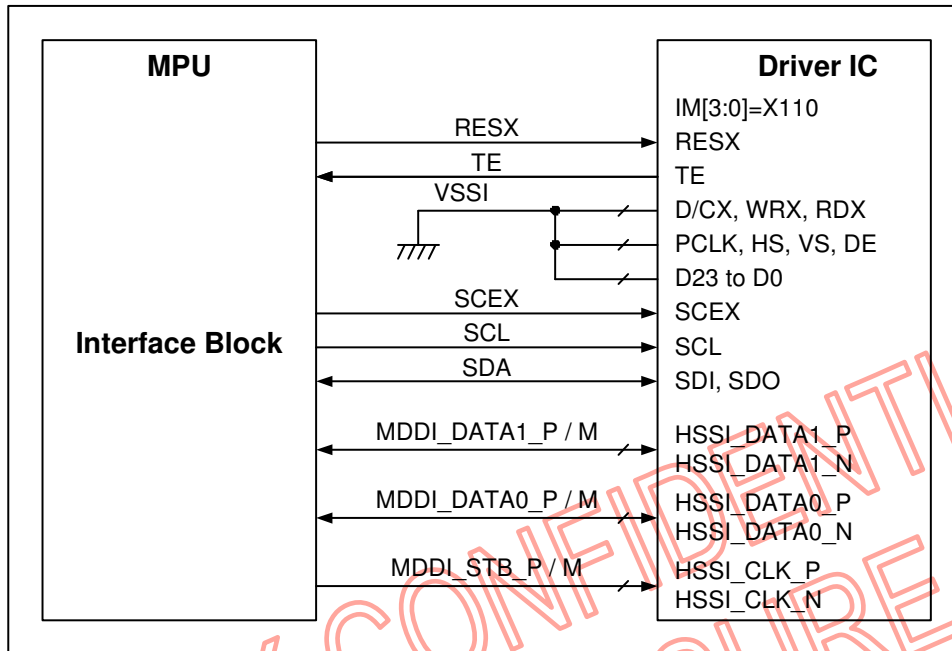 MPU
Driver IC
IM[3:0]=X110
RESX
RESX
TE
TE
VSSI
D/CX, WRX, RDX
PCLK, HS, VS, DE
D23 to D0
SCEX
SCEX
SCL
SCL
Interface Block
SDA
SDI, SDO
MDDI_DATA1_P / M
HSSI_DATA1_P
HSSI_DATA1_N
MDDI_DATA0_P / M
HSSI_DATA0_P
HSSI_DATA0_N
MDDI_STB_P / M
HSSI_CLK_P
HSSI_CLK_N